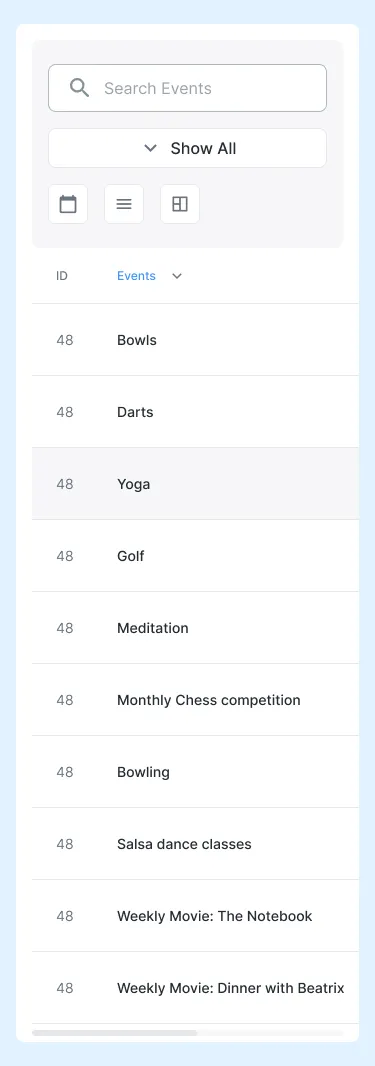 Search Events
Show All
ID Events
48 Bowls
48 Darts
48 Yoga
48 Golf
48 Meditation
48 Monthly Chess competition
48 Bowling
48 Salsa dance classes
48 Weekly Movie: The Notebook
48 Weekly Movie: Dinner with Beatrix